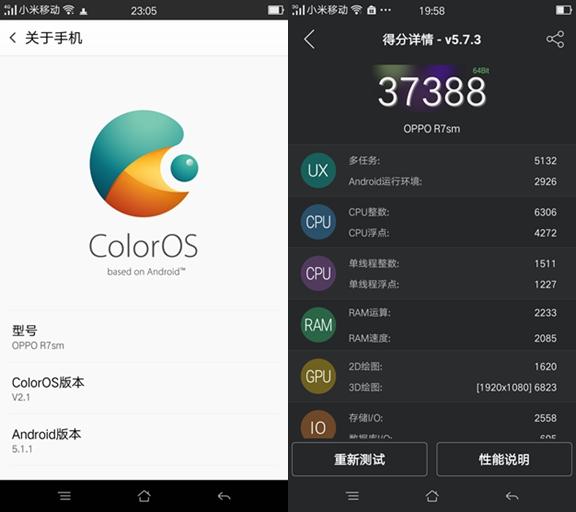 小米移动
23:05
关于手机
ColorOS
based on Android™
型号
OPPO R7sm
ColorOS版本
V2.1
Android版本
5.1.1
小米移动
19:58
得分详情 - v5.7.3
64Bit
37388
OPPO R7sm
UX
多任务: 5132
Android运行环境: 2926
CPU
CPU整数: 6306
CPU浮点: 4272
CPU
单线程整数: 1511
单线程浮点: 1227
RAM
RAM运算: 2233
RAM速度: 2085
GPU
2D绘图: 1620
3D绘图: [1920x1080] 6823
IO
存储I/O: 2558
数据库I/O: 695
重新测试
性能说明